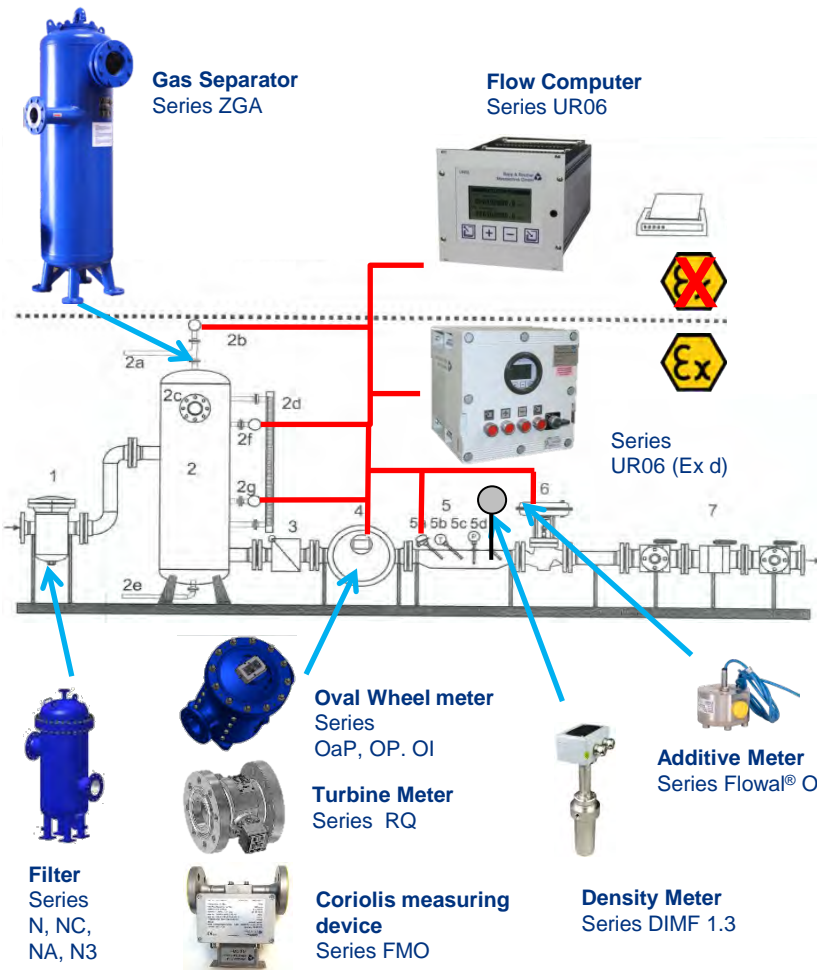 Gas Separator
Series ZGA
Flow Computer
Series UR06
Ex
Ex
2b
2a
2c
2d
2f
2
2g
2e
1
3
4
5
5a 5b 5c 5d
6
7
Series
UR06 (Ex d)
Oval Wheel meter
Series
OaP, OP. OI
Turbine Meter
Series RQ
Coriolis measuring
device
Series FMO
Filter
Series
N, NC,
NA, N3
Additive Meter
Series Flowal® O
Density Meter
Series DIMF 1.3